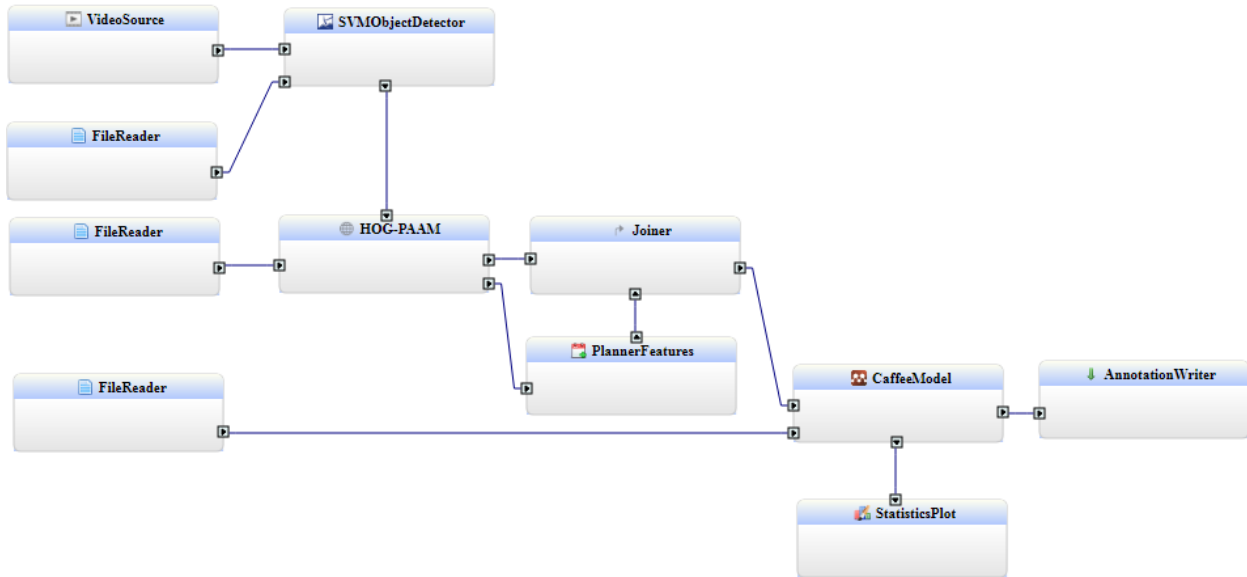 VideoSource
SVMObjectDetector
FileReader
FileReader
HOG-PAAM
Joiner
PlannerFeatures
FileReader
CaffeeModel
AnnotationWriter
StatisticsPlot